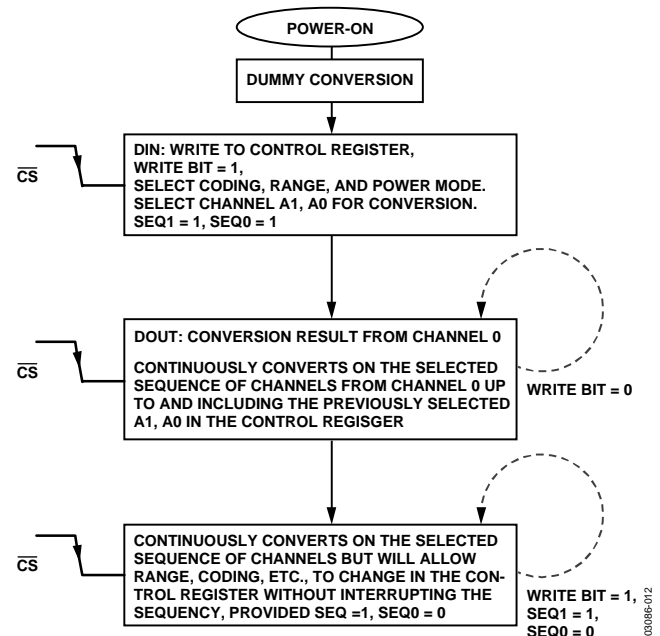 POWER-ON
DUMMY CONVERSION
DIN: WRITE TO CONTROL REGISTER,
WRITE BIT = 1,
SELECT CODING, RANGE, AND POWER MODE.
SELECT CHANNEL A1, A0 FOR CONVERSION.
SEQ1 = 1, SEQ0 = 1
CS
DOUT: CONVERSION RESULT FROM CHANNEL 0
CONTINUOUSLY CONVERTS ON THE SELECTED
SEQUENCE OF CHANNELS FROM CHANNEL 0 UP
TO AND INCLUDING THE PREVIOUSLY SELECTED
A1, A0 IN THE CONTROL REGISGER
CS
WRITE BIT = 0
CONTINUOUSLY CONVERTS ON THE SELECTED
SEQUENCE OF CHANNELS BUT WILL ALLOW
RANGE, CODING, ETC., TO CHANGE IN THE CON-
TROL REGISTER WITHOUT INTERRUPTING THE
SEQUENCY, PROVIDED SEQ =1, SEQ0 = 0
CS
WRITE BIT = 1,
SEQ1 = 1,
SEQ0 = 0
03086-012